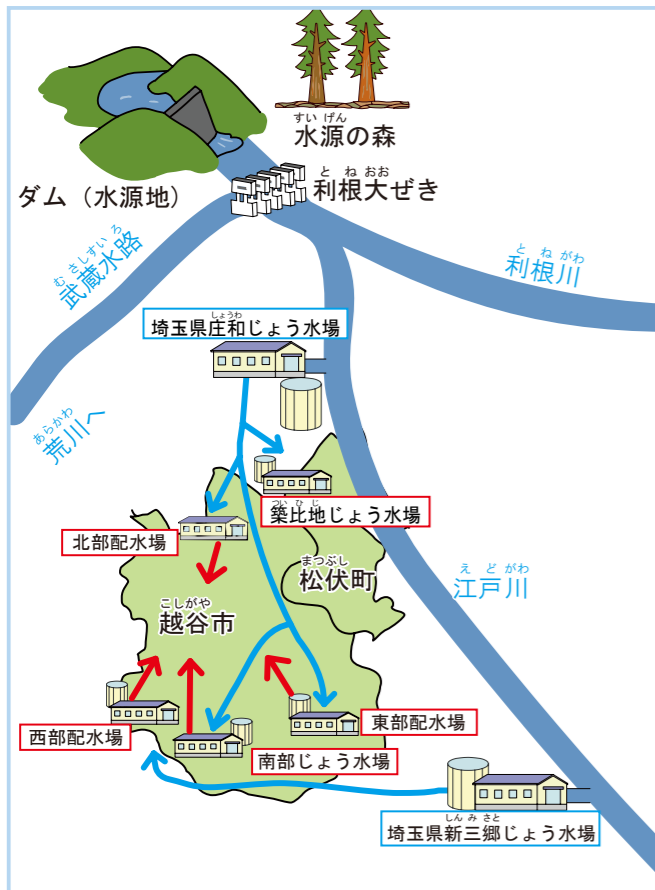 すいげん
水源の森
とねおお
利根大ぜき
ダム（水源地）
むさしすいろ
武蔵水路
とねがわ
利根川
しょうわ
埼玉県庄和じょう水場
あらかわ
荒川へ
ついひじ
築比地じょう水場
北部配水場
まつぶし
松伏町
えどがわ
江戸川
こしがや
越谷市
東部配水場
西部配水場
南部じょう水場
しんみさと
埼玉県新三郷じょう水場